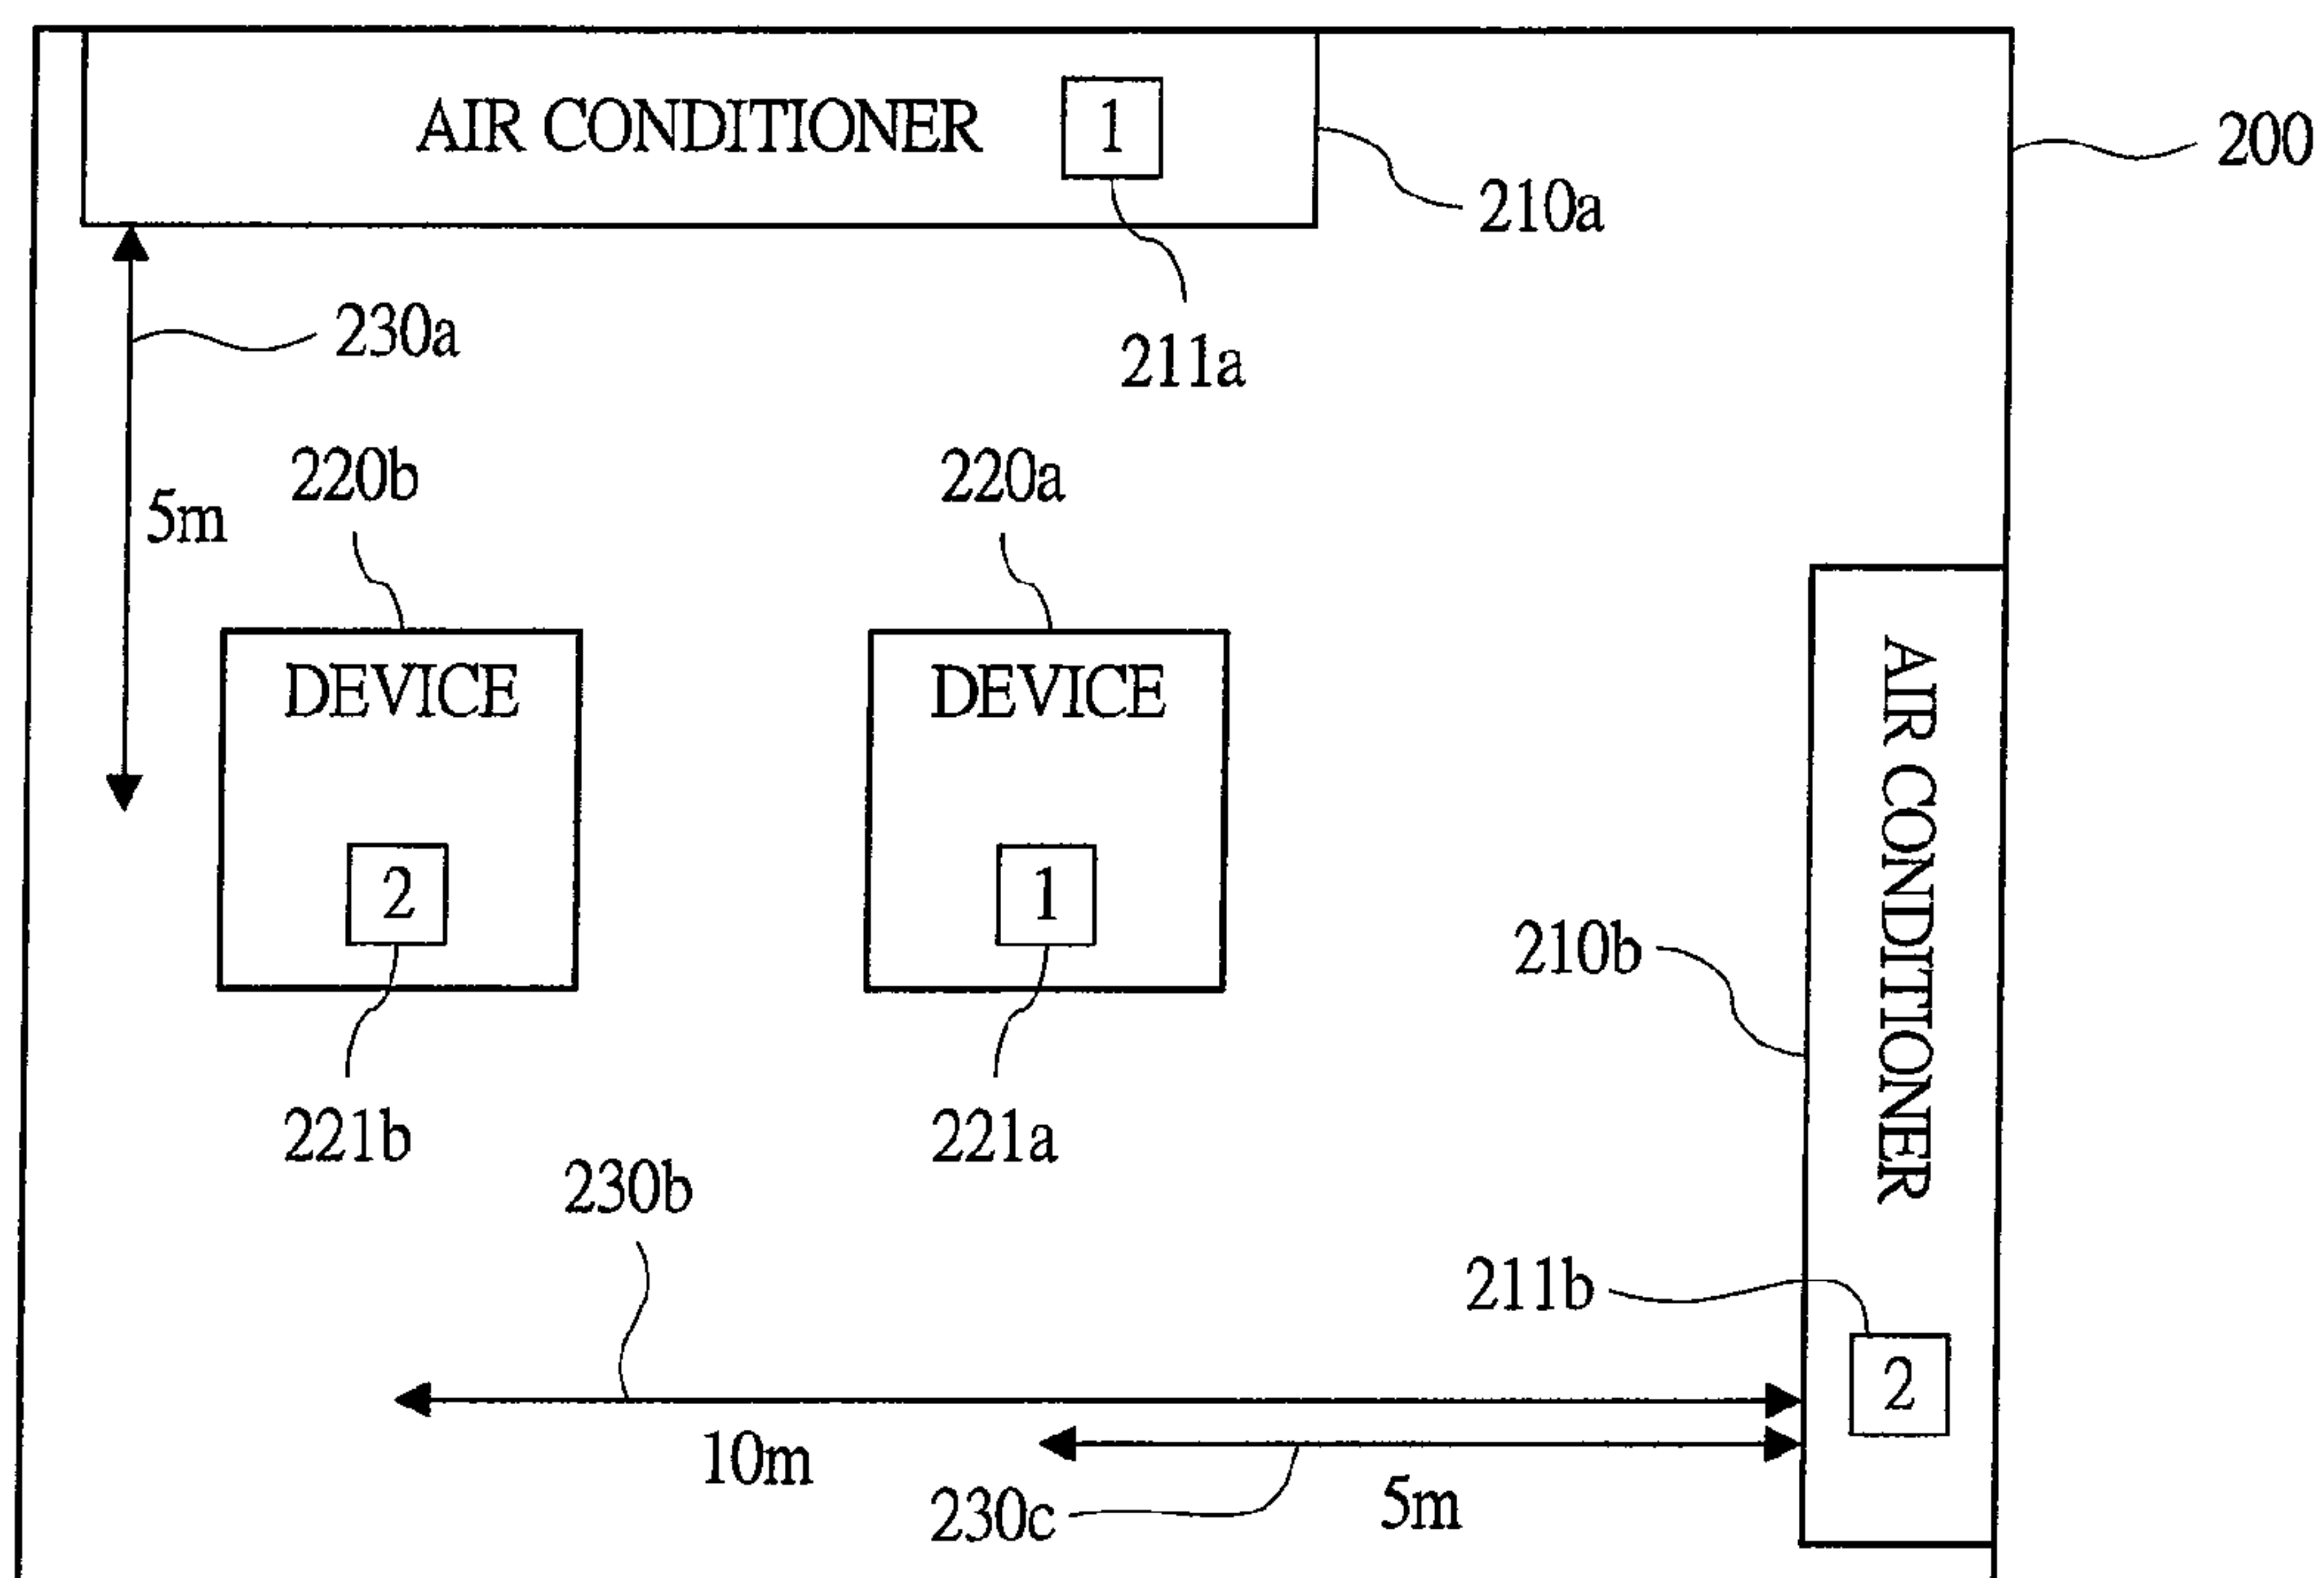 AIR CONDITIONER 1
200
210a
230a
211a
220b
220a
5m
DEVICE
DEVICE
AIR CONDITIONER
2
1
210b
221b
221a
230b
211b
2
10m
230c
5m